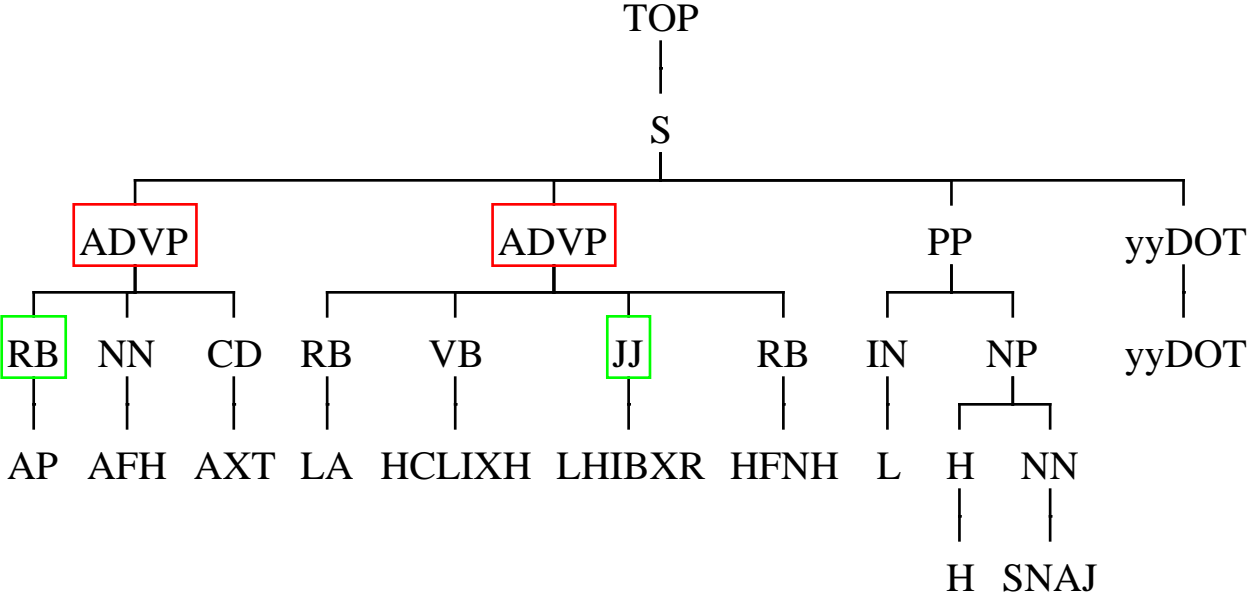 TOP
S
ADVP ADVP PP yyDOT
RB NN CD RB VB JJ RB IN NP yyDOT
AP AFH AXT LA HCLIXH LHIBXR HFNH L H NN
H SNAJ